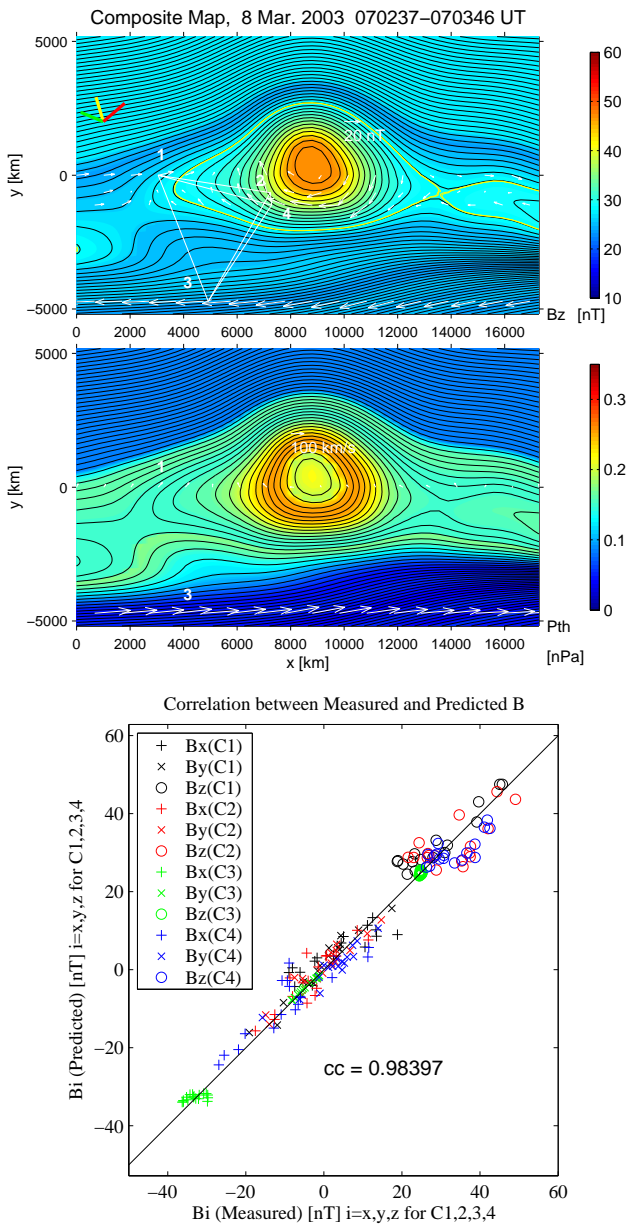 Composite Map, 8 Mar. 2003 070237−070346 UT
5000
0
−5000
y [km]
1
2
3
4
20 nT
0 2000 4000 6000 8000 10000 12000 14000 16000
60
50
40
30
20
10
Bz [nT]
5000
0
−5000
y [km]
1
3
100 km/s
0 2000 4000 6000 8000 10000 12000 14000 16000
x [km]
0.3
0.2
0.1
0
Pth
[nPa]
Correlation between Measured and Predicted B
60
40
20
0
−20
−40
Bi (Predicted) [nT] i=x,y,z for C1,2,3,4
Bx(C1)
By(C1)
Bz(C1)
Bx(C2)
By(C2)
Bz(C2)
Bx(C3)
By(C3)
Bz(C3)
Bx(C4)
By(C4)
Bz(C4)
cc = 0.98397
−40 −20 0 20 40 60
Bi (Measured) [nT] i=x,y,z for C1,2,3,4